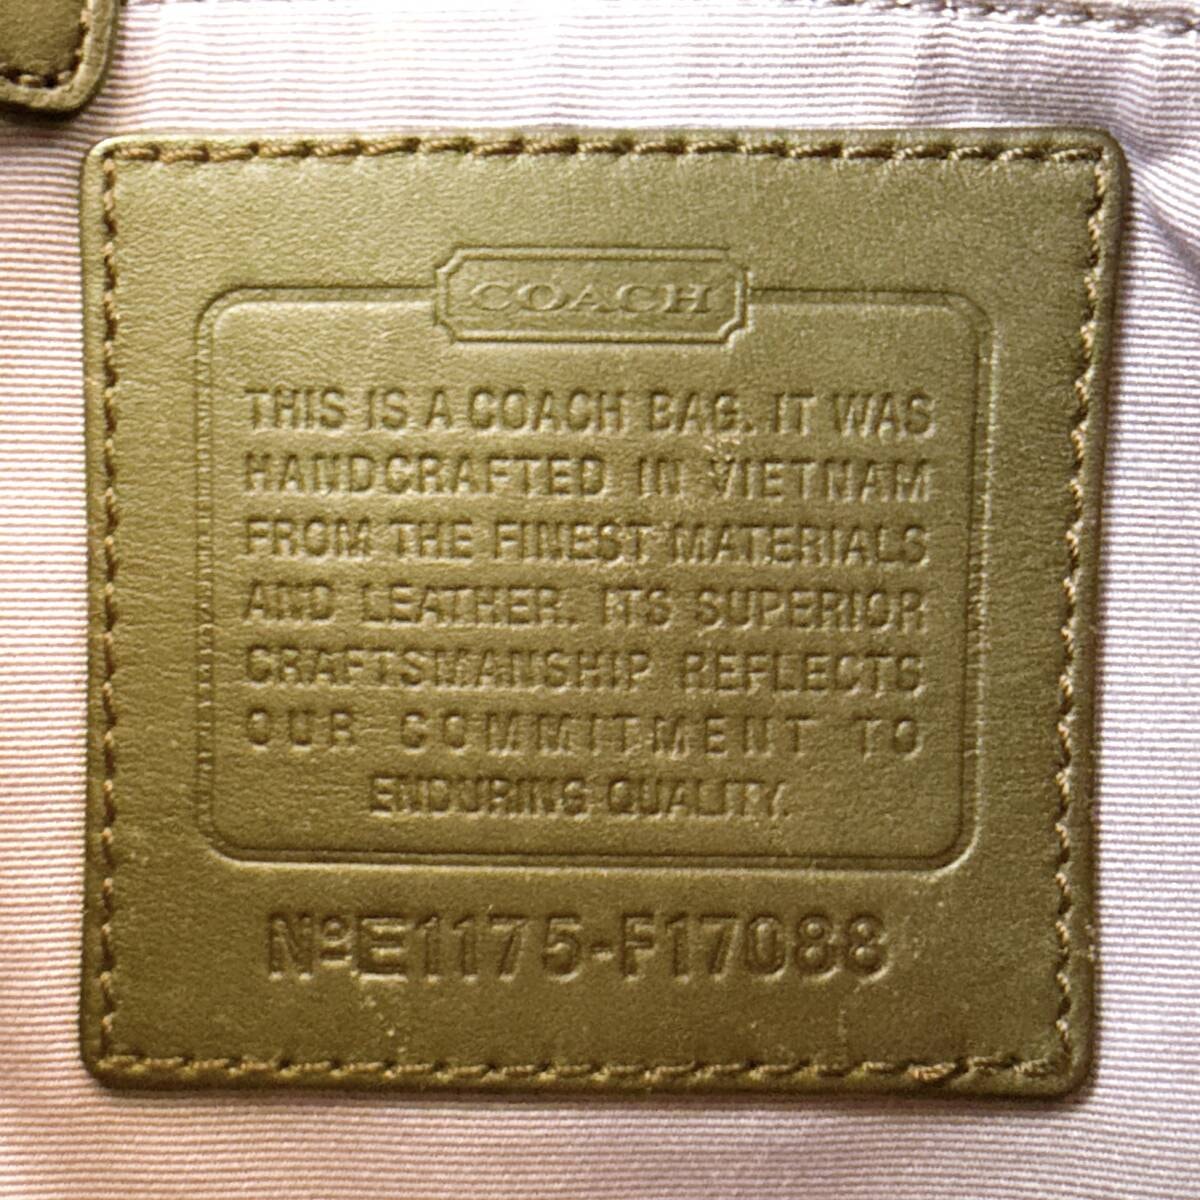 COACH
THIS IS A COACH BAG. IT WAS
HANDCRAFTED IN VIETNAM
FROM THE FINEST MATERIALS
AND LEATHER. ITS SUPERIOR
CRAFTSMANSHIP REFLECTS
OUR COMMITMENT TO
ENDURING QUALITY.
NºE1175-F17088